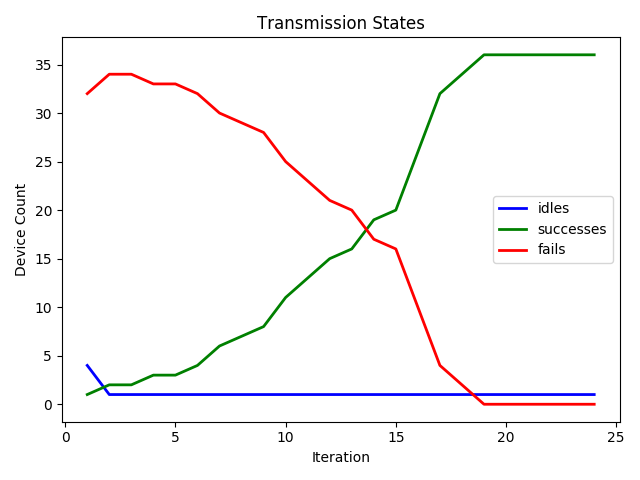 Transmission States
Device Count
35
30
25
20
15
10
5
0
idles
successes
fails
0 5 10 15 20 25
Iteration